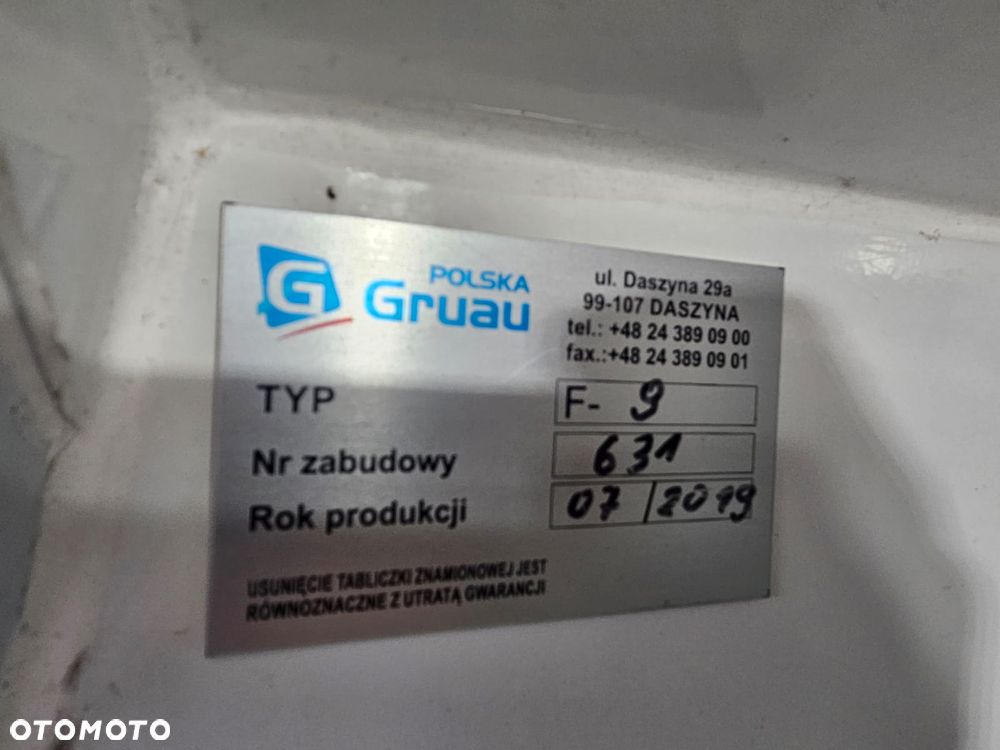 G POLSKA
Gruau
ul. Daszyna 29a
99-107 DASZYNA
tel.: +48 24 389 09 00
fax.:+48 24 389 09 01
TYP F- 9
Nr zabudowy 631
Rok produkcji 07/2019
USUNIĘCIE TABLICZKI ZNAMIONOWEJ JEST
RÓWNOZNACZNE Z UTRATĄ GWARANCJI
OTOMOTO